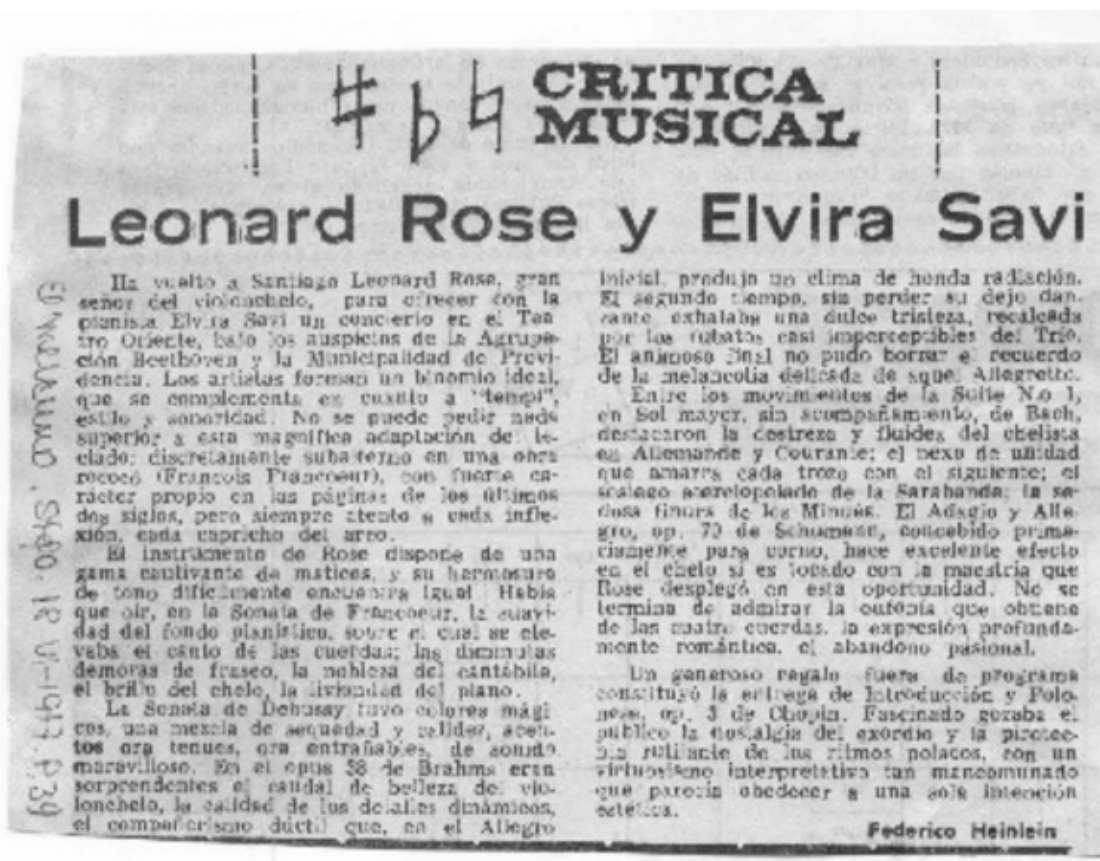 CRITICA
MUSICAL
Leonard Rose y Elvira Savi
Ha vuelto a Santiago Leonard Rose, gran
señor del violonchelo, para ofrecer con la
pianista Elvira Savi un concierto en el Tea-
tro Oriente, bajo los auspicios de la Agrupa-
ción Beethoven y la Municipalidad de Provi-
dencia. Los artistas forman un binomio ideal,
que se complementa en cuanto a "tempi",
estilo y sonoridad. No se puede pedir nada
superior a esta magnífica adaptación del te-
clado: discretamente subalterno en una obra
rococó (Francois Francoeur), con fuerte ca-
rácter propio en las páginas de los últimos
dos siglos, pero siempre atento a cada infle-
xión, cada capricho del arco.
El instrumento de Rose dispone de una
gama cautivante de matices, y su hermosura
de tono difícilmente encuentra igual. Había
que oir, en la Sonata de Francoeur, la suavi-
dad del fondo pianístico, sobre el cual se ele-
vaba el canto de las cuerdas; las diminutas
demoras de fraseo, la nobleza del cantábile,
el brillo del chelo, la liviandad del piano.
La Sonata de Debussy tuvo colores mági-
cos, una mezcla de sequedad y calidez, acen-
tos ora tenues, ora entrañables, de sonido
maravilloso. En el opus 38 de Brahms eran
sorprendentes el caudal de belleza del vio-
lonchelo, la calidad de los detalles dinámicos,
el compañerismo dúctil que, en el Allegro
inicial, produjo un clima de honda radiación.
El segundo tiempo, sin perder su dejo dan-
zante exhalaba una dulce tristeza, recalcada
por los rubatos casi imperceptibles del Trío.
El animoso final no pudo borrar el recuerdo
de la melancolía delicada de aquel Allegretto.
Entre los movimientos de la Suite N.o 1,
en Sol mayor, sin acompañamiento, de Bach,
destacaron la destreza y fluidez del chelista
en Allemande y Courante; el nexo de unidad
que amarra cada trozo con el siguiente; el
sosiego aterciopelado de la Sarabanda; la se-
dosa finura de los Minués. El Adagio y Alle-
gro, op. 70 de Schumann, concebido prima-
riamente para corno, hace excelente efecto
en el chelo si es tocado con la maestría que
Rose desplegó en esta oportunidad. No se
termina de admirar la eufonía que obtiene
de las cuatro cuerdas, la expresión profunda-
mente romántica, el abandono pasional.
Un generoso regalo fuera de programa
constituyó la entrega de Introducción y Polo-
nesa, op. 3 de Chopin. Fascinado gozaba el
público la nostalgia del exordio y la pirotec-
nia rutilante de los ritmos polacos, con un
virtuosismo interpretativo tan mancomunado
que parecía obedecer a una sola intención
estética.
Federico Heinlein
El Mercurio. Stgo. P. 39